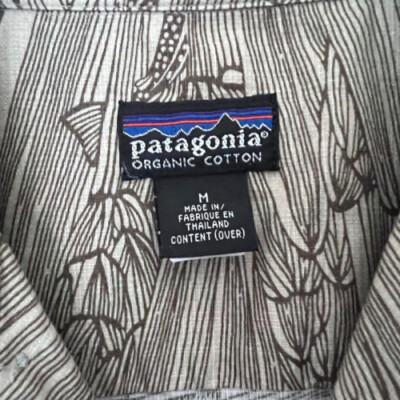 patagonia®
ORGANIC COTTON
M
MADE IN/
FABRIQUE EN
THAILAND
CONTENT (OVER)